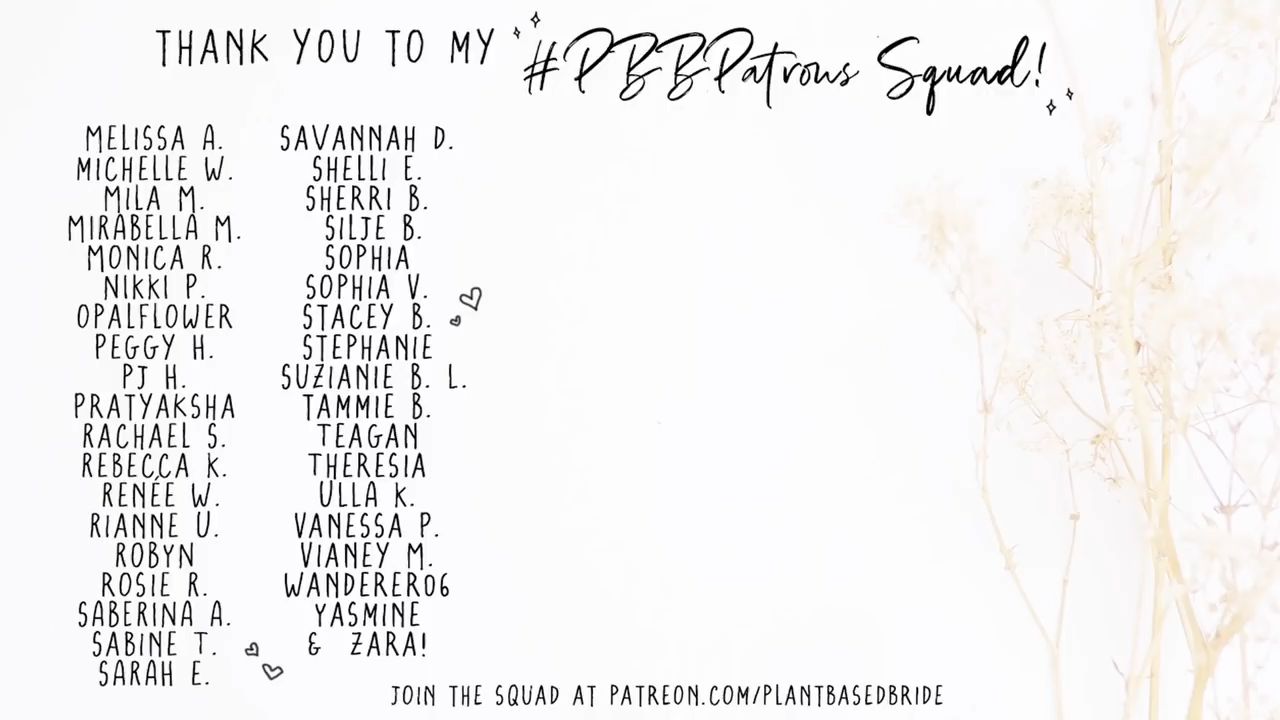 THANK YOU TO MY #PBBPatrons Squad!
MELISSA A.
MICHELLE W.
MILA M.
MIRABELLA M.
MONICA R.
NIKKI P.
OPALFLOWER
PEGGY H.
PJ H.
PRATYAKSHA
RACHAEL S.
REBECCA K.
RENÉE W.
RIANNE U.
ROBYN
ROSIE R.
SABERINA A.
SABINE T.
SARAH E.
SAVANNAH D.
SHELLI E.
SHERRI B.
SILJE B.
SOPHIA
SOPHIA V.
STACEY B.
STEPHANIE
SUZIANIE B. L.
TAMMIE B.
TEAGAN
THERESIA
ULLA K.
VANESSA P.
VIANEY M.
WANDERER06
YASMINE
& ZARA!
JOIN THE SQUAD AT PATREON.COM/PLANTBASEDBRIDE